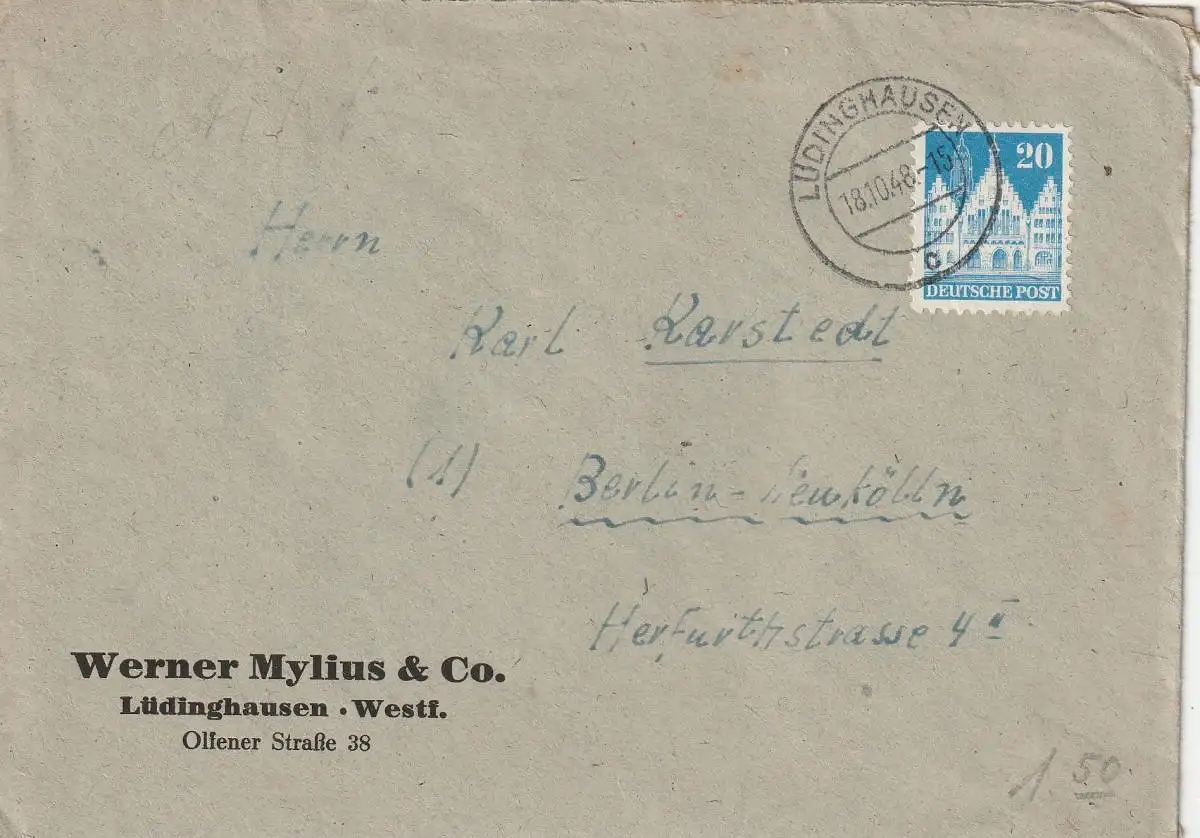 LÜDINGHAUSEN
18.10.48.-15
c
20
DEUTSCHE POST
Herrn
Karl Karstedt
(1) Berlin-Neukölln
Herfurthstrasse 4 II
Werner Mylius & Co.
Lüdinghausen • Westf.
Olfener Straße 38
1.50